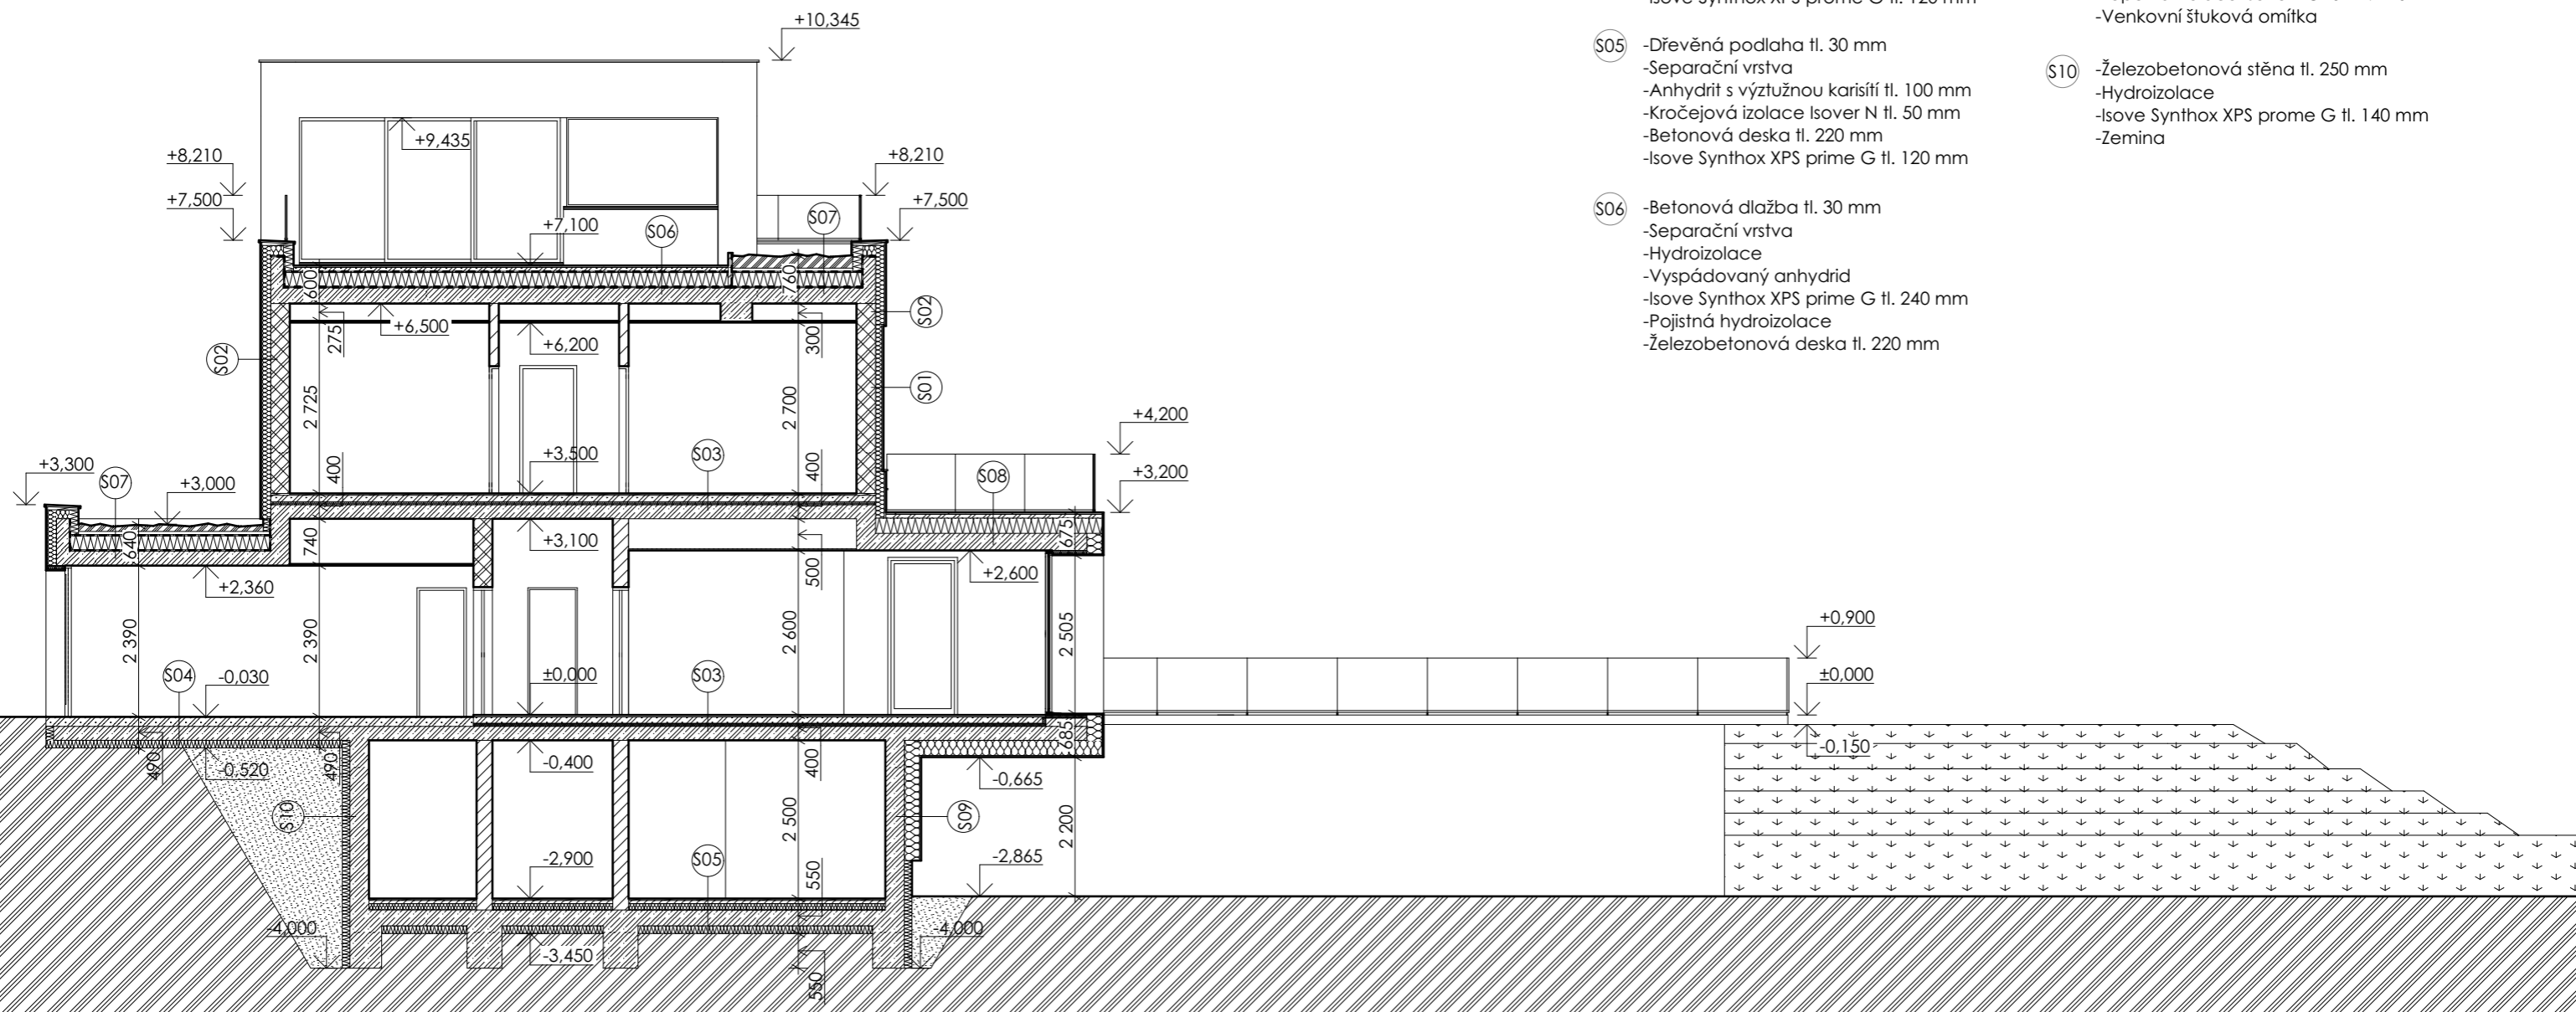 +10,345
+9,435
+8,210
+8,210
+7,500
+7,500
+7,100
S06
S07
600
760
S02
+6,500
275
+6,200
300
S02
S01
2 725
2 700
+4,200
+3,300
S07
+3,000
400
+3,500
S03
400
S08
+3,200
640
740
+3,100
500
675
+2,360
+2,600
2 390
2 390
2 600
2 505
+0,900
S04
-0,030
±0,000
S03
±0,000
490
-0,520
490
-0,400
400
685
-0,665
-0,150
S10
2 500
S09
2 200
-2,900
S05
550
-2,865
-4,000
-3,450
550
-4,000
S05
-Dřevěná podlaha tl. 30 mm
-Separační vrstva
-Anhydrit s výztužnou karisítí tl. 100 mm
-Kročejová izolace Isover N tl. 50 mm
-Betonová deska tl. 220 mm
-Isove Synthox XPS prime G tl. 120 mm
S06
-Betonová dlažba tl. 30 mm
-Separační vrstva
-Hydroizolace
-Vyspádovaný anhydrid
-Isove Synthox XPS prime G tl. 240 mm
-Pojistná hydroizolace
-Železobetonová deska tl. 220 mm
-Venkovní štuková omítka
S10
-Železobetonová stěna tl. 250 mm
-Hydroizolace
-Isove Synthox XPS prome G tl. 140 mm
-Zemina